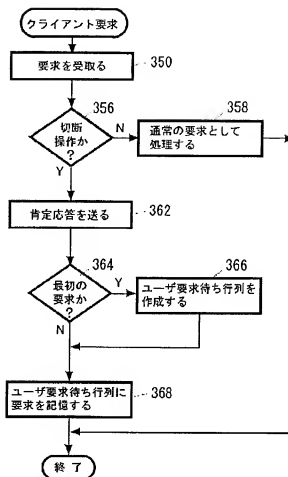 クライアント要求
要求を受取る
350
356
切断
操作か
?
N
Y
358
通常の要求として
処理する
肯定応答を送る
362
364
最初の
要求か
?
Y
N
366
ユーザ要求待ち行列を
作成する
ユーザ要求待ち行列に
要求を記憶する
368
終了